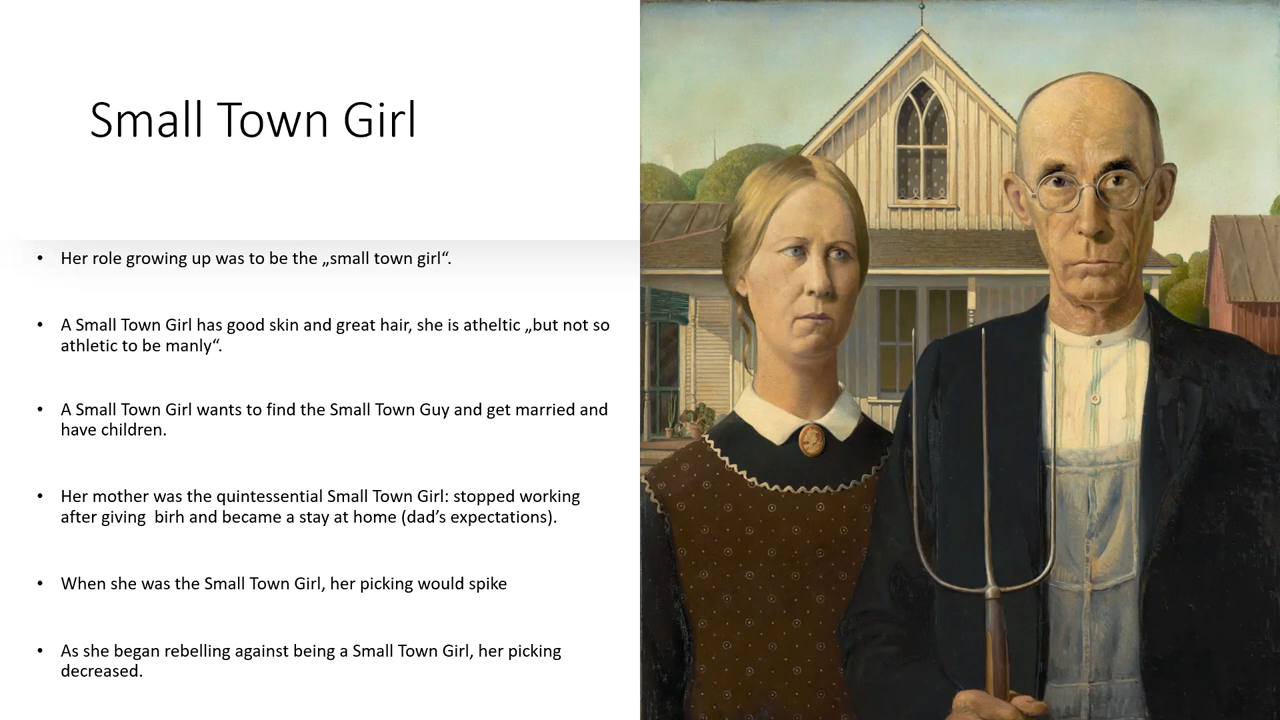 Small Town Girl
• Her role growing up was to be the „small town girl“.
• A Small Town Girl has good skin and great hair, she is atheltic „but not so
athletic to be manly“.
• A Small Town Girl wants to find the Small Town Guy and get married and
have children.
• Her mother was the quintessential Small Town Girl: stopped working
after giving  birh and became a stay at home (dad’s expectations).
• When she was the Small Town Girl, her picking would spike
• As she began rebelling against being a Small Town Girl, her picking
decreased.